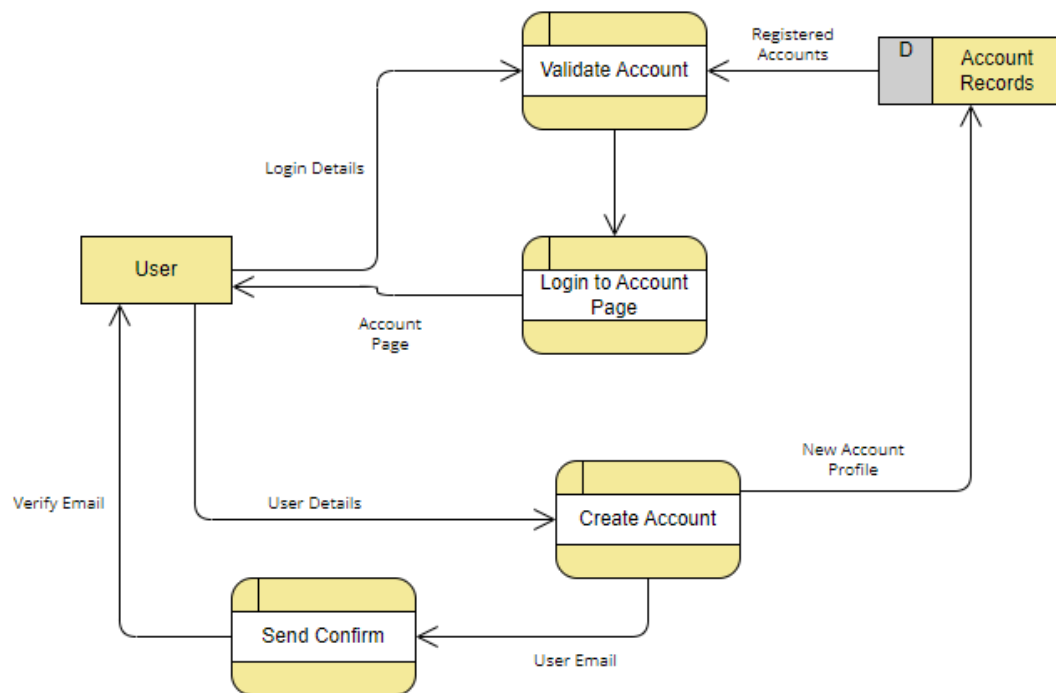 Registered
Accounts
Validate Account
D
Account
Records
Login Details
User
Login to Account
Page
Account
Page
New Account
Profile
Verify Email
User Details
Create Account
Send Confirm
User Email